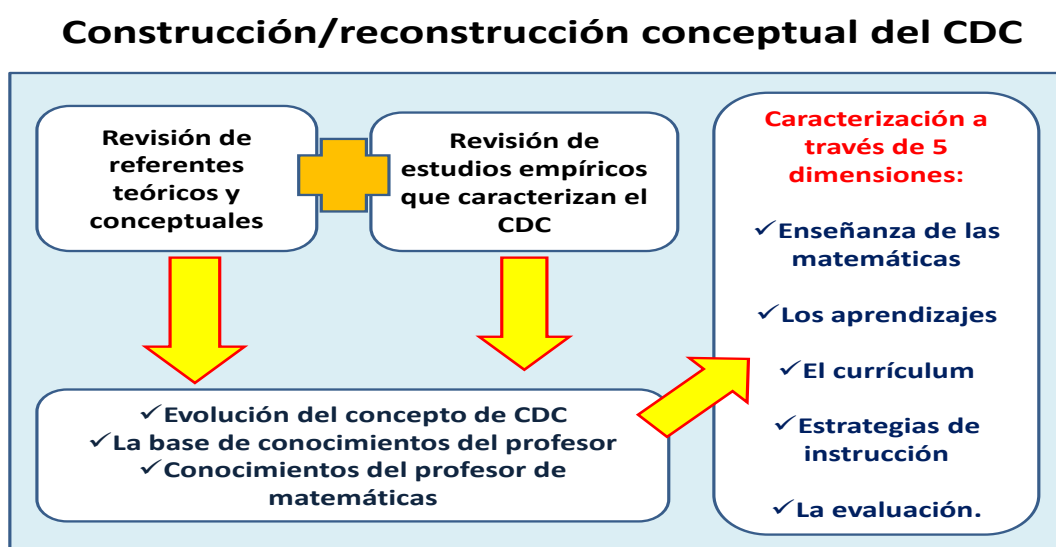 Construcción/reconstrucción conceptual del CDC
Revisión de
referentes
teóricos y
conceptuales
Revisión de
estudios empíricos
que caracterizan el
CDC
✓Evolución del concepto de CDC
✓La base de conocimientos del profesor
✓Conocimientos del profesor de
matemáticas
Caracterización a
través de 5
dimensiones:
✓Enseñanza de las
matemáticas
✓Los aprendizajes
✓El currículum
✓Estrategias de
instrucción
✓La evaluación.